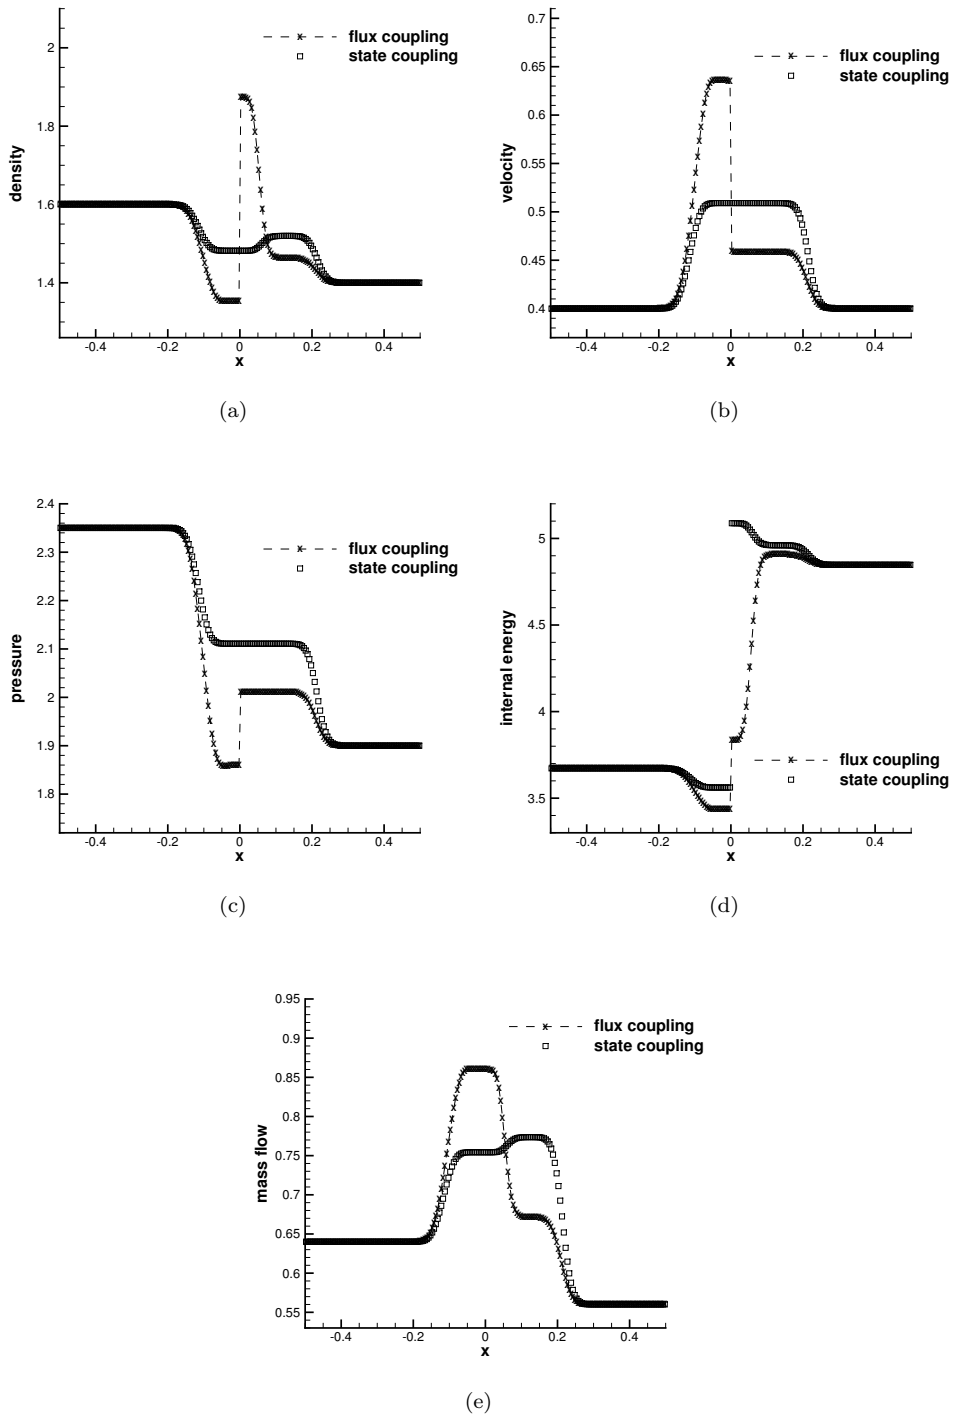 flux coupling
state coupling
density
2
1.8
1.6
1.4
-0.4 -0.2 0 0.2 0.4
x
(a)
flux coupling
state coupling
velocity
0.7
0.65
0.6
0.55
0.5
0.45
0.4
-0.4 -0.2 0 0.2 0.4
x
(b)
flux coupling
state coupling
pressure
2.4
2.3
2.2
2.1
2
1.9
1.8
-0.4 -0.2 0 0.2 0.4
x
(c)
internal energy
5
4.5
4
3.5
flux coupling
state coupling
-0.4 -0.2 0 0.2 0.4
x
(d)
flux coupling
state coupling
mass flow
0.95
0.9
0.85
0.8
0.75
0.7
0.65
0.6
0.55
-0.4 -0.2 0 0.2 0.4
x
(e)